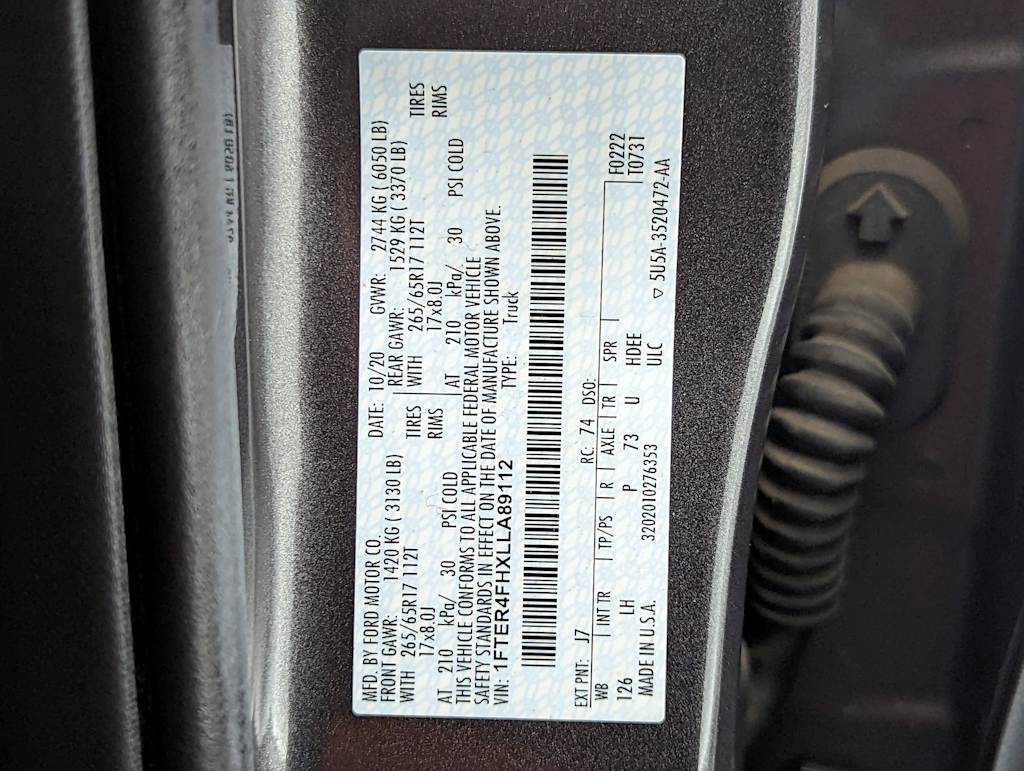 MFD. BY FORD MOTOR CO. DATE: 10/20 GVWR: 2744 KG ( 6050 LB)
FRONT GAWR: 1420 KG ( 3130 LB) REAR GAWR: 1529 KG ( 3370 LB)
WITH 265/65R17 112T TIRES WITH 265/65R17 112T TIRES
17x8.0J RIMS 17x8.0J RIMS
AT 210 kPa/ 30 PSI COLD AT 210 kPa/ 30 PSI COLD
THIS VEHICLE CONFORMS TO ALL APPLICABLE FEDERAL MOTOR VEHICLE
SAFETY STANDARDS IN EFFECT ON THE DATE OF MANUFACTURE SHOWN ABOVE.
VIN: 1FTER4FHXLLA89112 TYPE: Truck
EXT PNT: J7 RC: 74 DSO: F0222
WB INT TR TP/PS R AXLE TR SPR T0731
126 LH P 73 U HDEE
MADE IN U.S.A. 3202010276353 ULC ▽ 5U5A-3520472-AA